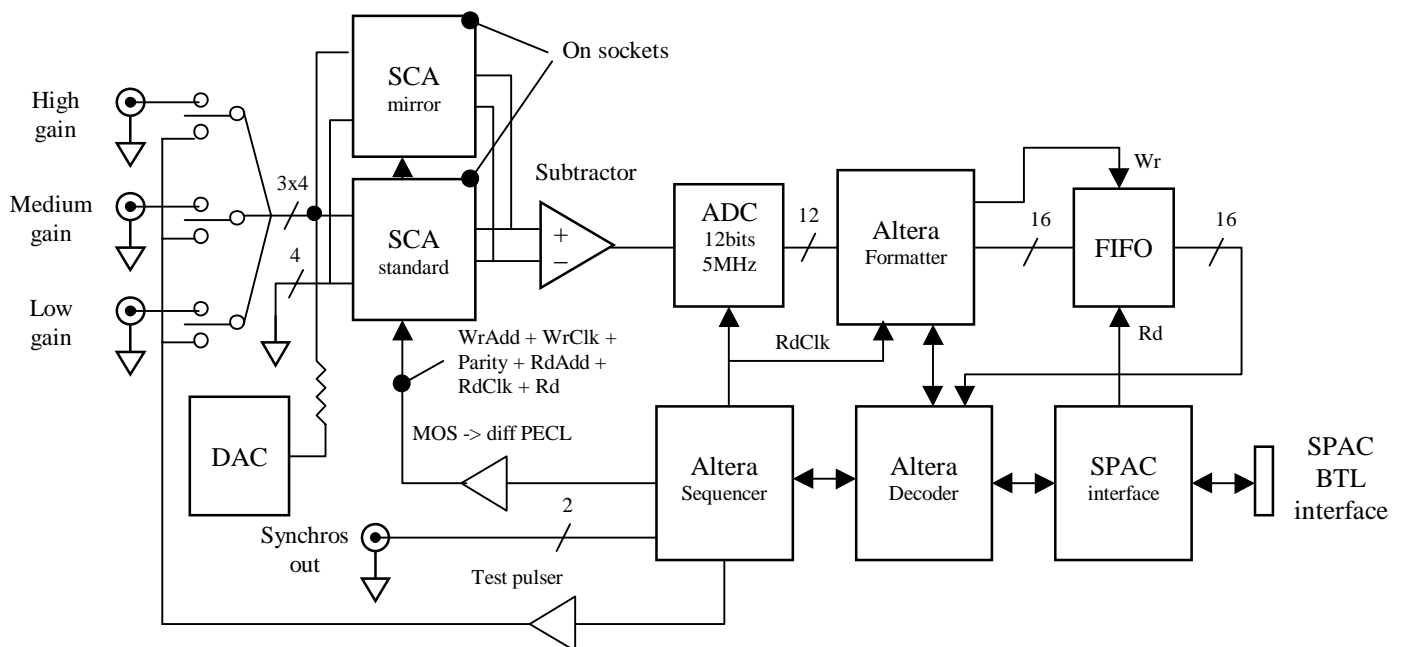 High
gain
Medium
gain
Low
gain
3x4
4
SCA
mirror
On sockets
SCA
standard
Subtractor
+
−
ADC
12bits
5MHz
12
Altera
Formatter
Wr
16
FIFO
16
Rd
RdClk
WrAdd + WrClk +
Parity + RdAdd +
RdClk + Rd
DAC
MOS -> diff PECL
Altera
Sequencer
Altera
Decoder
SPAC
interface
SPAC
BTL
interface
Synchros
out
2
Test pulser